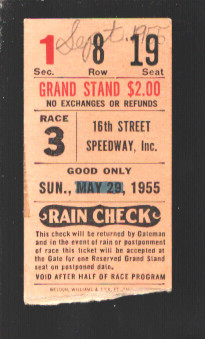 Sept. 1955
1 8 19
Sec. Row Seat
GRAND STAND $2.00
NO EXCHANGES OR REFUNDS
RACE
3
16th STREET
SPEEDWAY, Inc.
GOOD ONLY
SUN., MAY 29, 1955
RAIN CHECK
This check will be returned by Gateman
and in the event of rain or postponement
of race this ticket will be accepted at
the Gate for one Reserved Grand Stand
seat on postponed date.
VOID AFTER HALF OF RACE PROGRAM